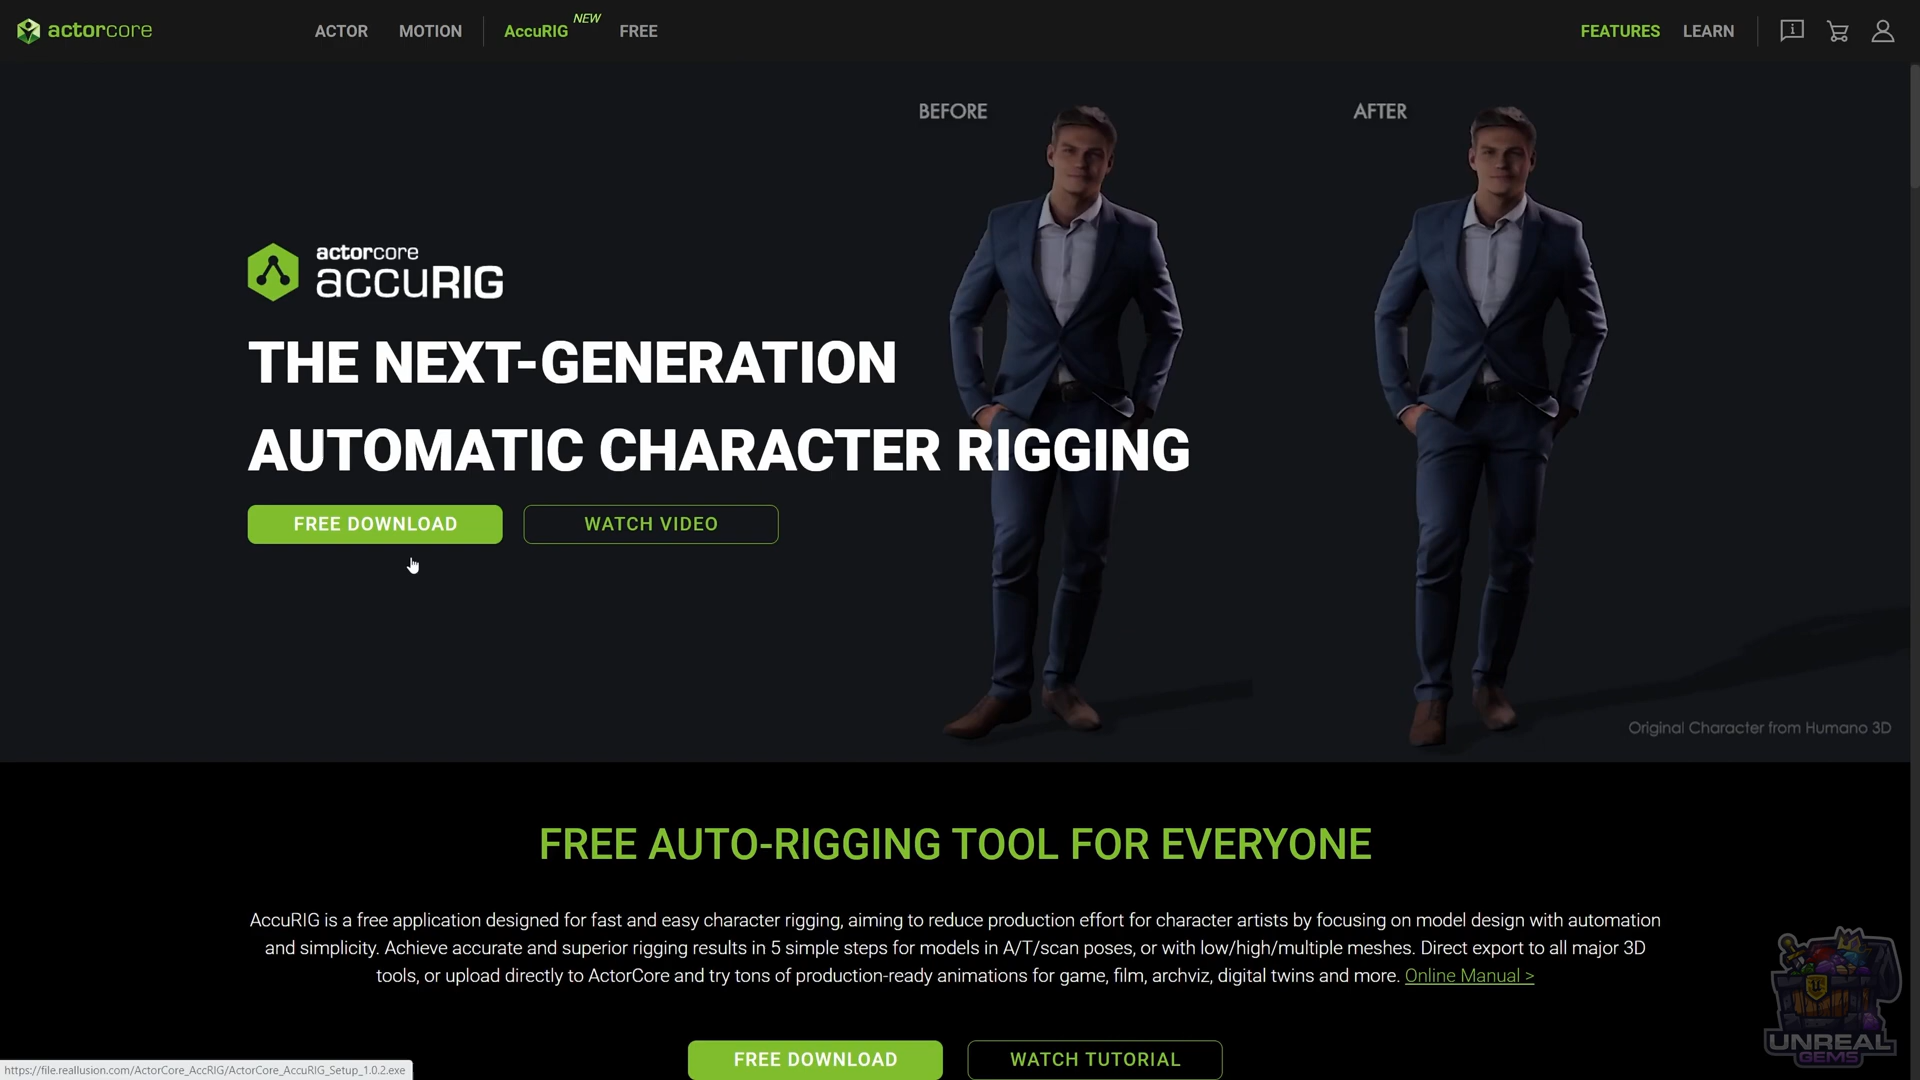 actorcore
ACTOR
MOTION
AccuRIG
NEW
FREE
FEATURES
LEARN
BEFORE
AFTER
actorcore
accuRIG
THE NEXT-GENERATION
AUTOMATIC CHARACTER RIGGING
FREE DOWNLOAD
WATCH VIDEO
Original Character from Humano 3D
FREE AUTO-RIGGING TOOL FOR EVERYONE
AccuRIG is a free application designed for fast and easy character rigging, aiming to reduce production effort for character artists by focusing on model design with automation
and simplicity. Achieve accurate and superior rigging results in 5 simple steps for models in A/T/scan poses, or with low/high/multiple meshes. Direct export to all major 3D
tools, or upload directly to ActorCore and try tons of production-ready animations for game, film, archviz, digital twins and more. Online Manual >
FREE DOWNLOAD
WATCH TUTORIAL
UNREAL
GEMS
https://file.reallusion.com/ActorCore_AccRIG/ActorCore_AccuRIG_Setup_1.0.2.exe